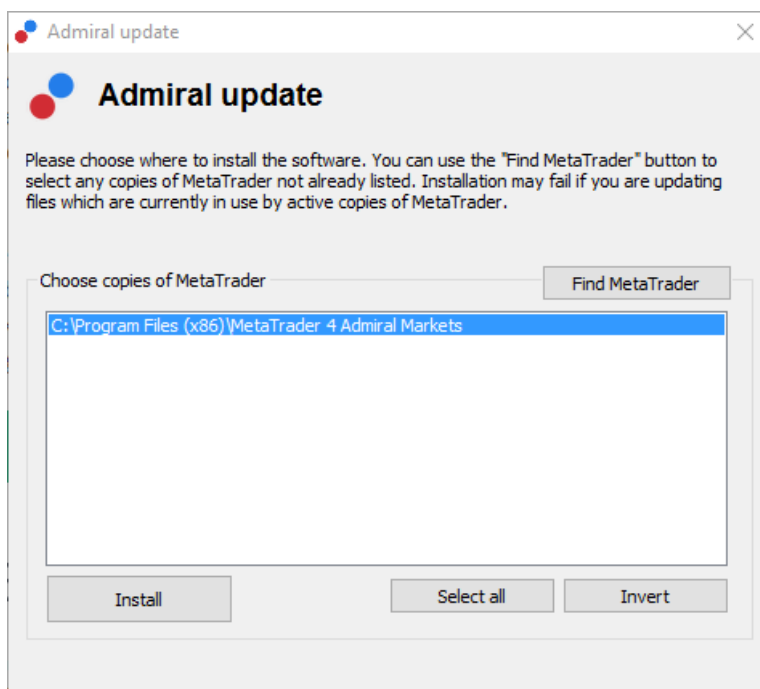 Admiral update
Admiral update
Please choose where to install the software. You can use the "Find MetaTrader" button to
select any copies of MetaTrader not already listed. Installation may fail if you are updating
files which are currently in use by active copies of MetaTrader.
Choose copies of MetaTrader
Find MetaTrader
C:\Program Files (x86)\MetaTrader 4 Admiral Markets
Install
Select all
Invert